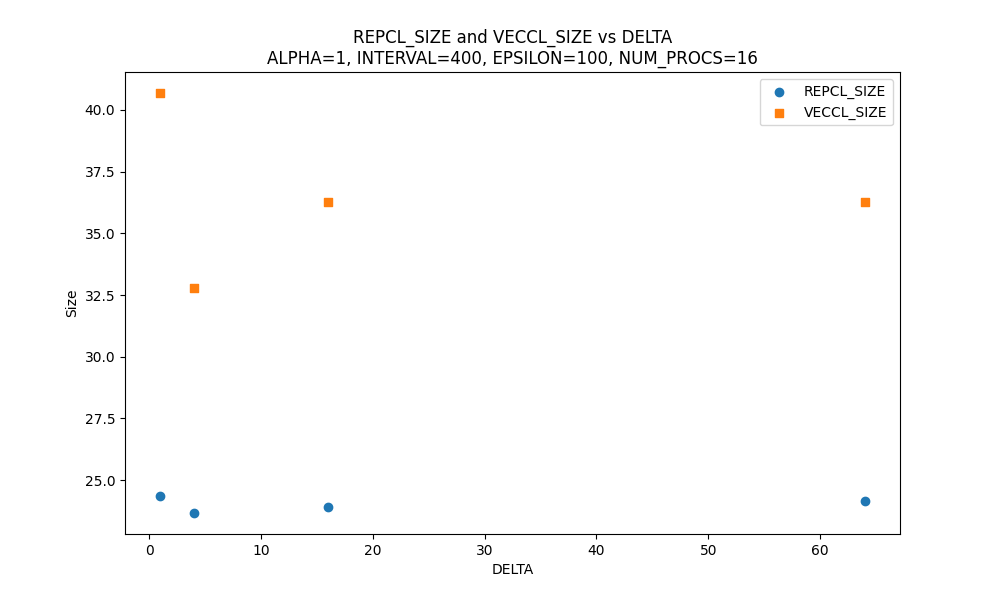 REPCL_SIZE and VECCL_SIZE vs DELTA
ALPHA=1, INTERVAL=400, EPSILON=100, NUM_PROCS=16
REPCL_SIZE
VECCL_SIZE
Size
40.0
37.5
35.0
32.5
30.0
27.5
25.0
0 10 20 30 40 50 60
DELTA